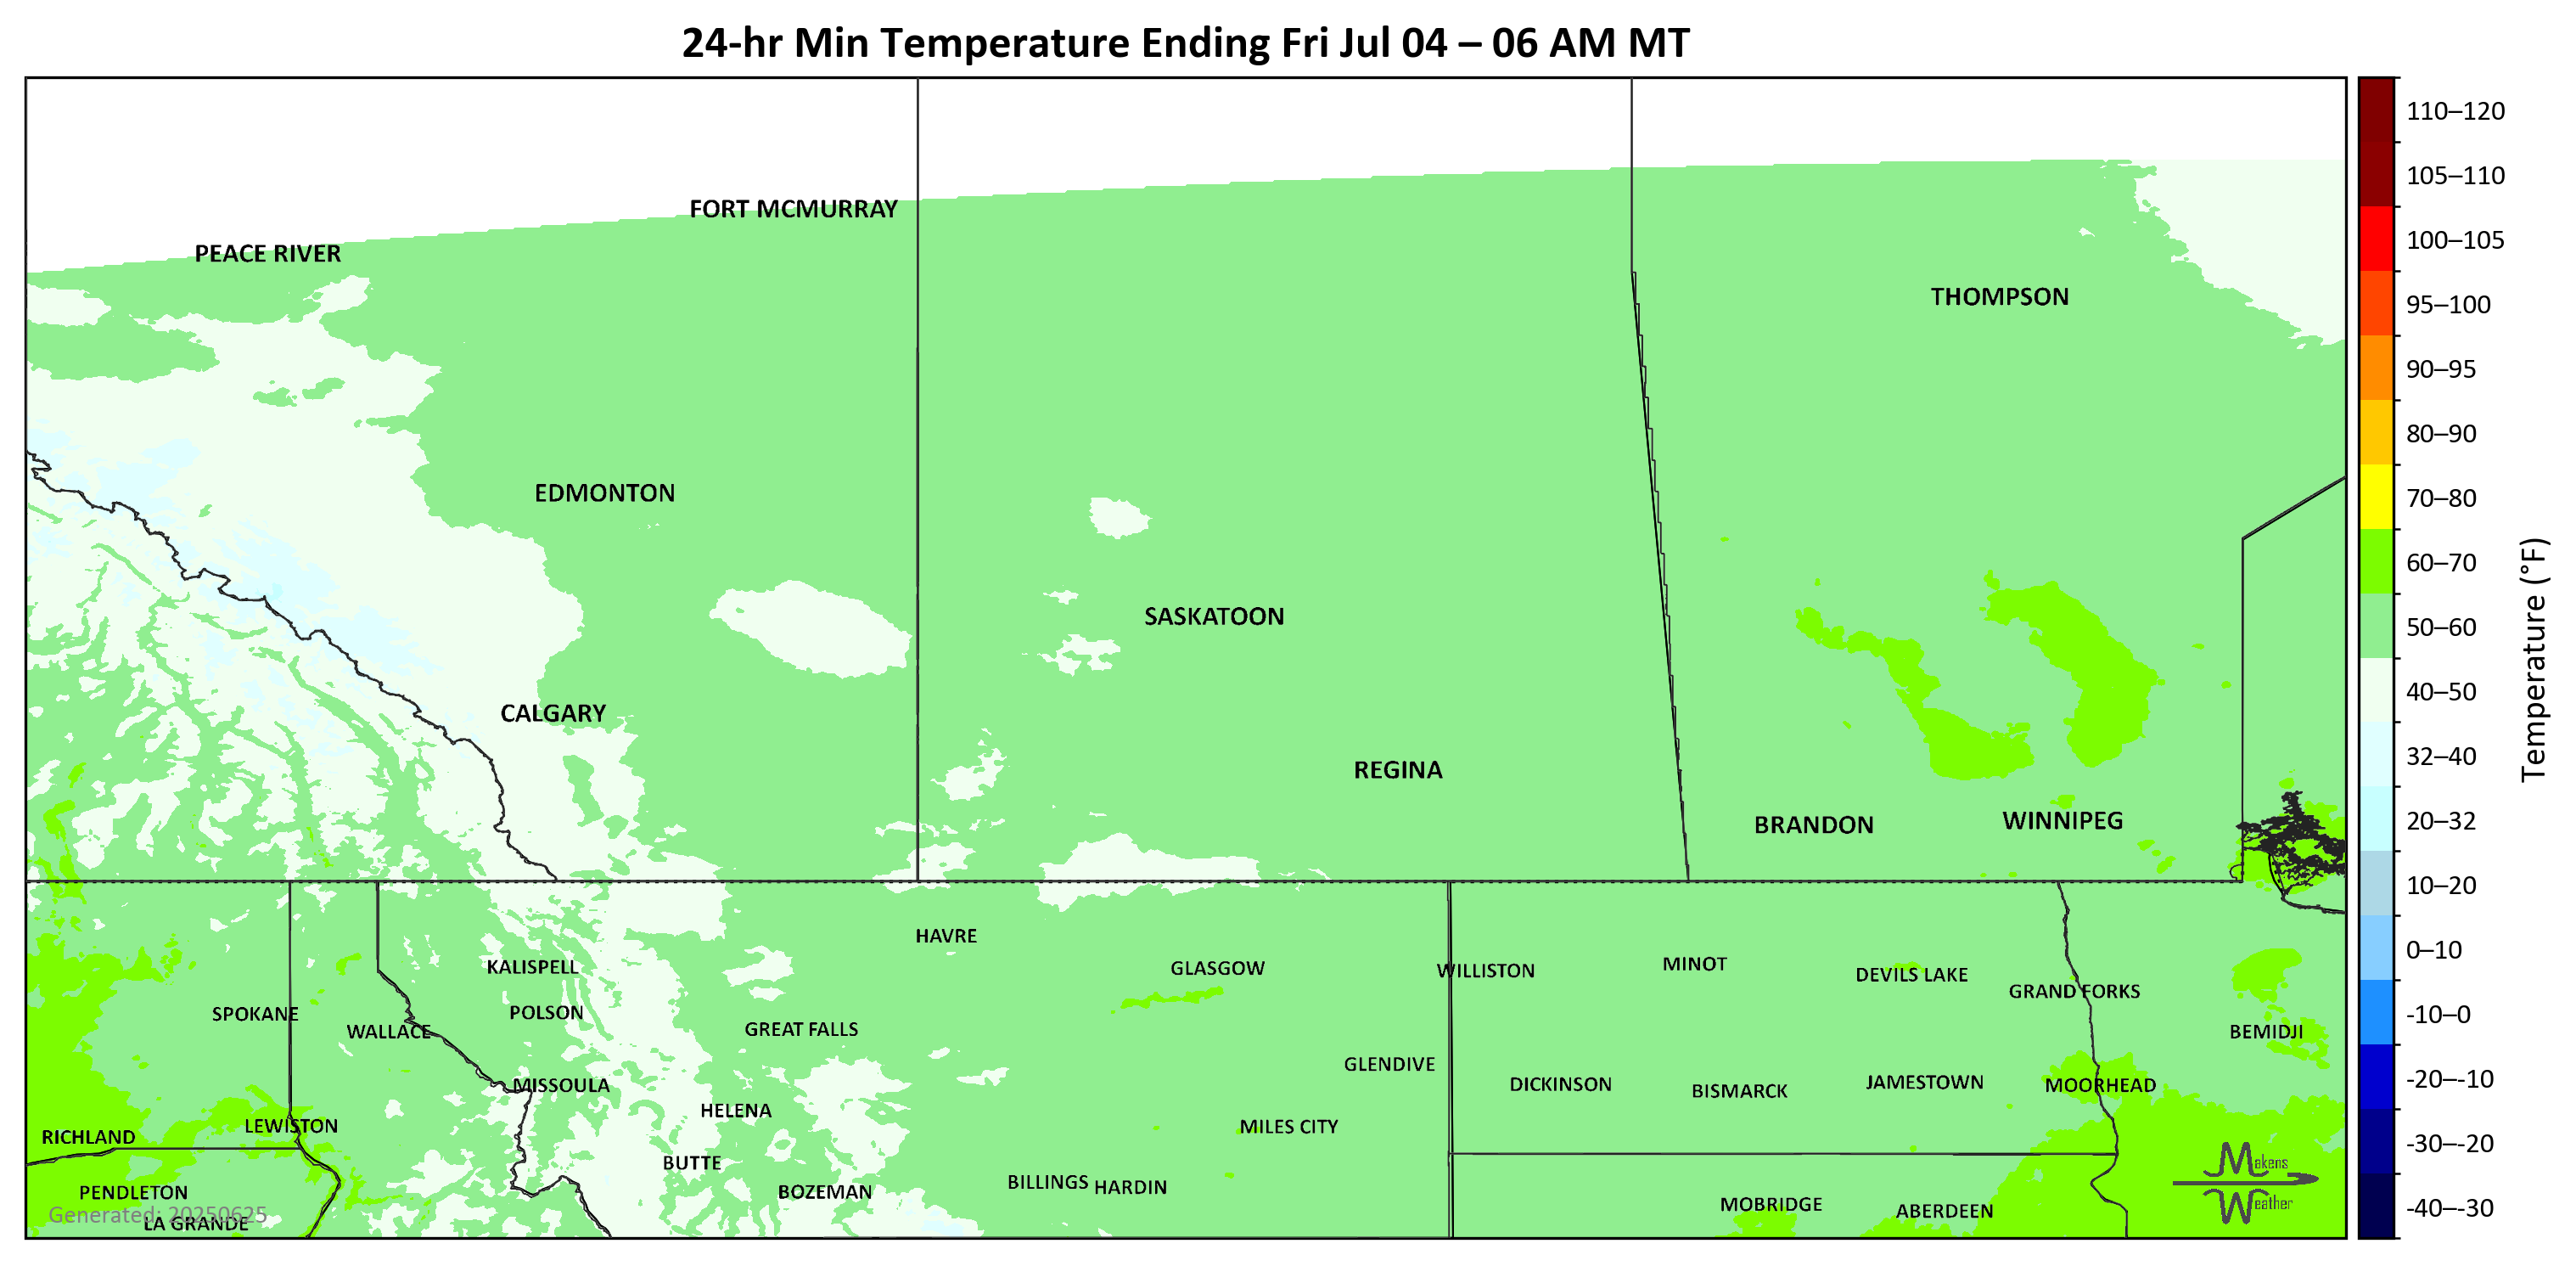 24-hr Min Temperature Ending Fri Jul 04 – 06 AM MT
110–120
105–110
100–105
95–100
90–95
80–90
70–80
60–70
50–60
40–50
32–40
20–32
10–20
0–10
-10–0
-20–-10
-30–-20
-40–-30
Temperature (°F)
FORT MCMURRAY
PEACE RIVER
THOMPSON
EDMONTON
SASKATOON
CALGARY
REGINA
BRANDON
WINNIPEG
HAVRE
KALISPELL
GLASGOW
WILLISTON
MINOT
DEVILS LAKE
GRAND FORKS
SPOKANE
POLSON
WALLACE
GREAT FALLS
BEMIDJI
GLENDIVE
MISSOULA
DICKINSON
BISMARCK
JAMESTOWN
MOORHEAD
HELENA
LEWISTON
MILES CITY
RICHLAND
BUTTE
BILLINGS
HARDIN
PENDLETON
BOZEMAN
MOBRIDGE
ABERDEEN
Generated: 20250625
LA GRANDE
Makens
Weather